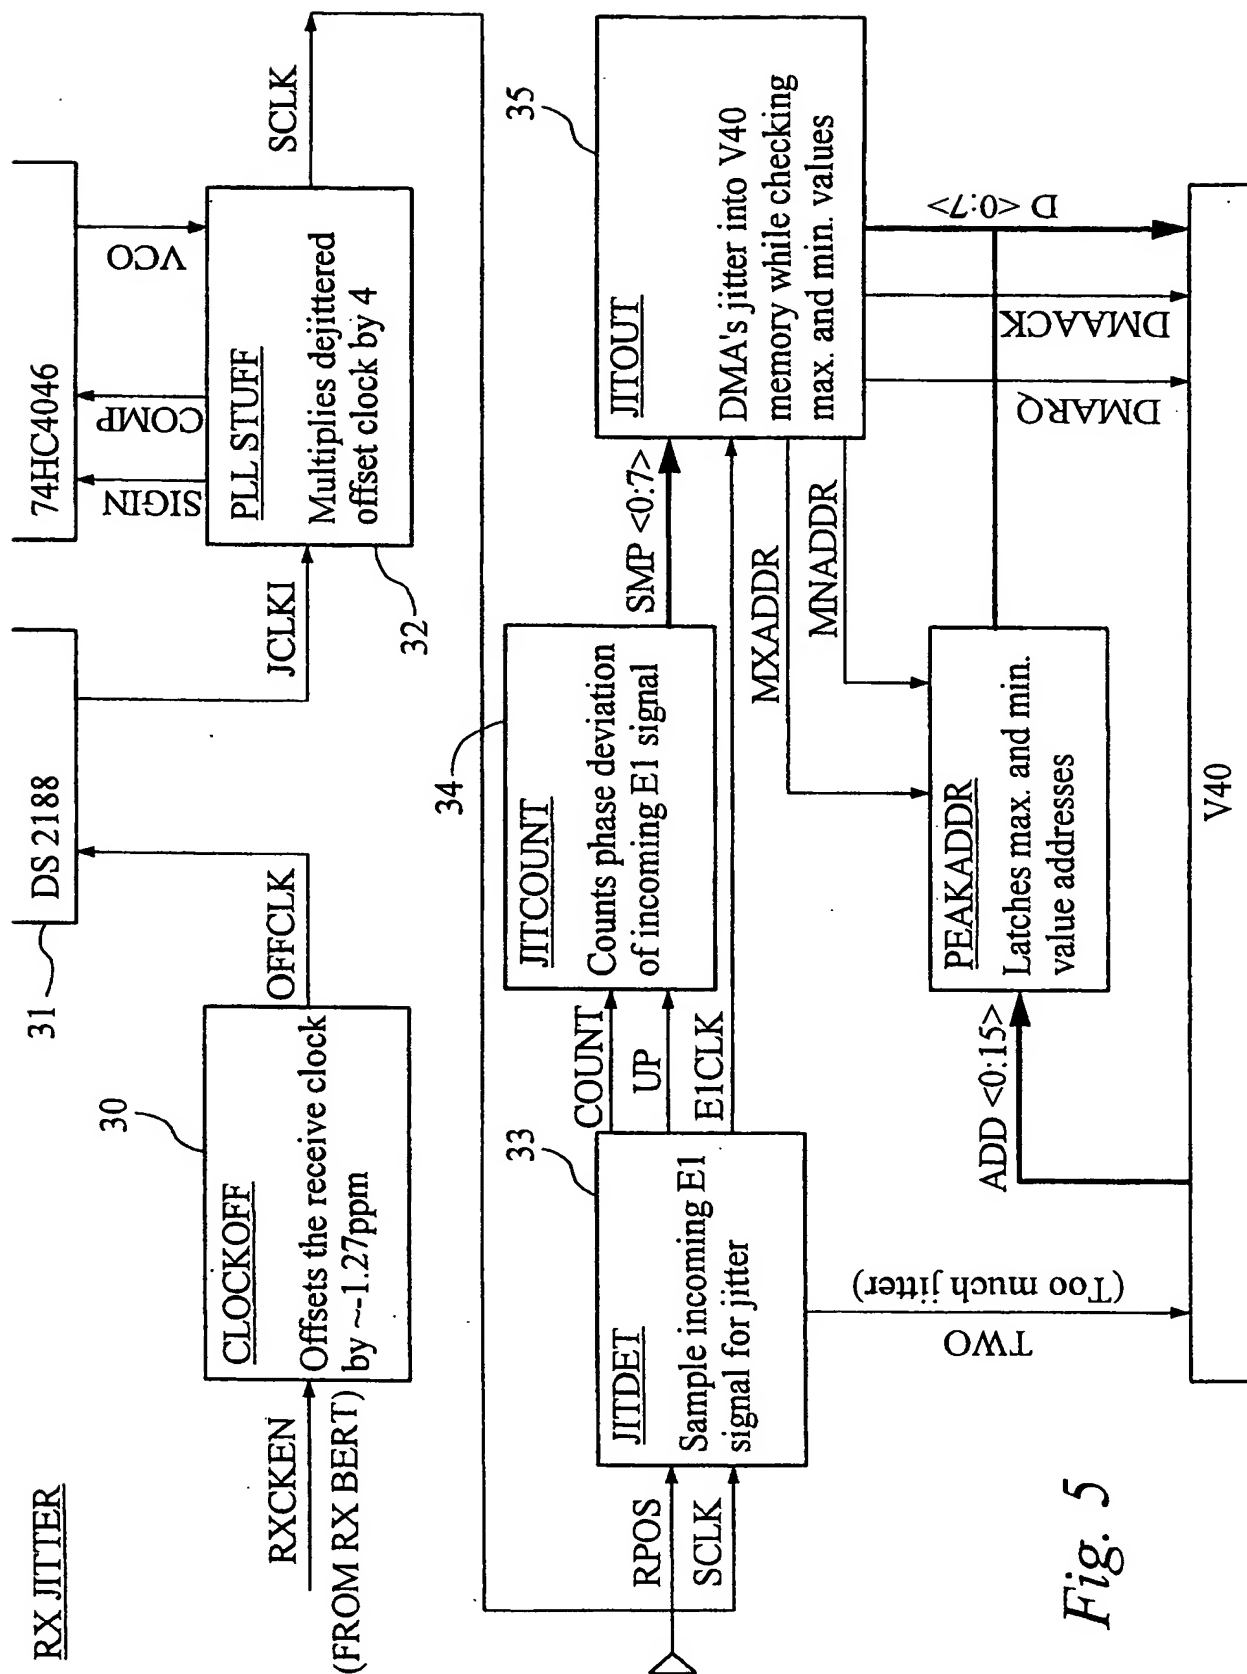 RX JITTER
RXCKEN
(FROM RX BERT)
30
CLOCKOFF
Offsets the receive clock
by ~-1.27ppm
OFFCLK
31
DS 2188
JCLKI
32
PLL STUFF
Multiplies dejittered
offset clock by 4
SIGIN
COMP
VCO
74HC4046
SCLK
RPOS
SCLK
33
JITDET
Sample incoming E1
signal for jitter
COUNT
UP
E1CLK
TWO
(Too much jitter)
34
JITCOUNT
Counts phase deviation
of incoming E1 signal
SMP <0:7>
MXADDR
MNADDR
35
JITOUT
DMA's jitter into V40
memory while checking
max. and min. values
ADD <0:15>
PEAKADDR
Latches max. and min.
value addresses
DMARQ
DMAACK
D <0:7>
V40
Fig. 5